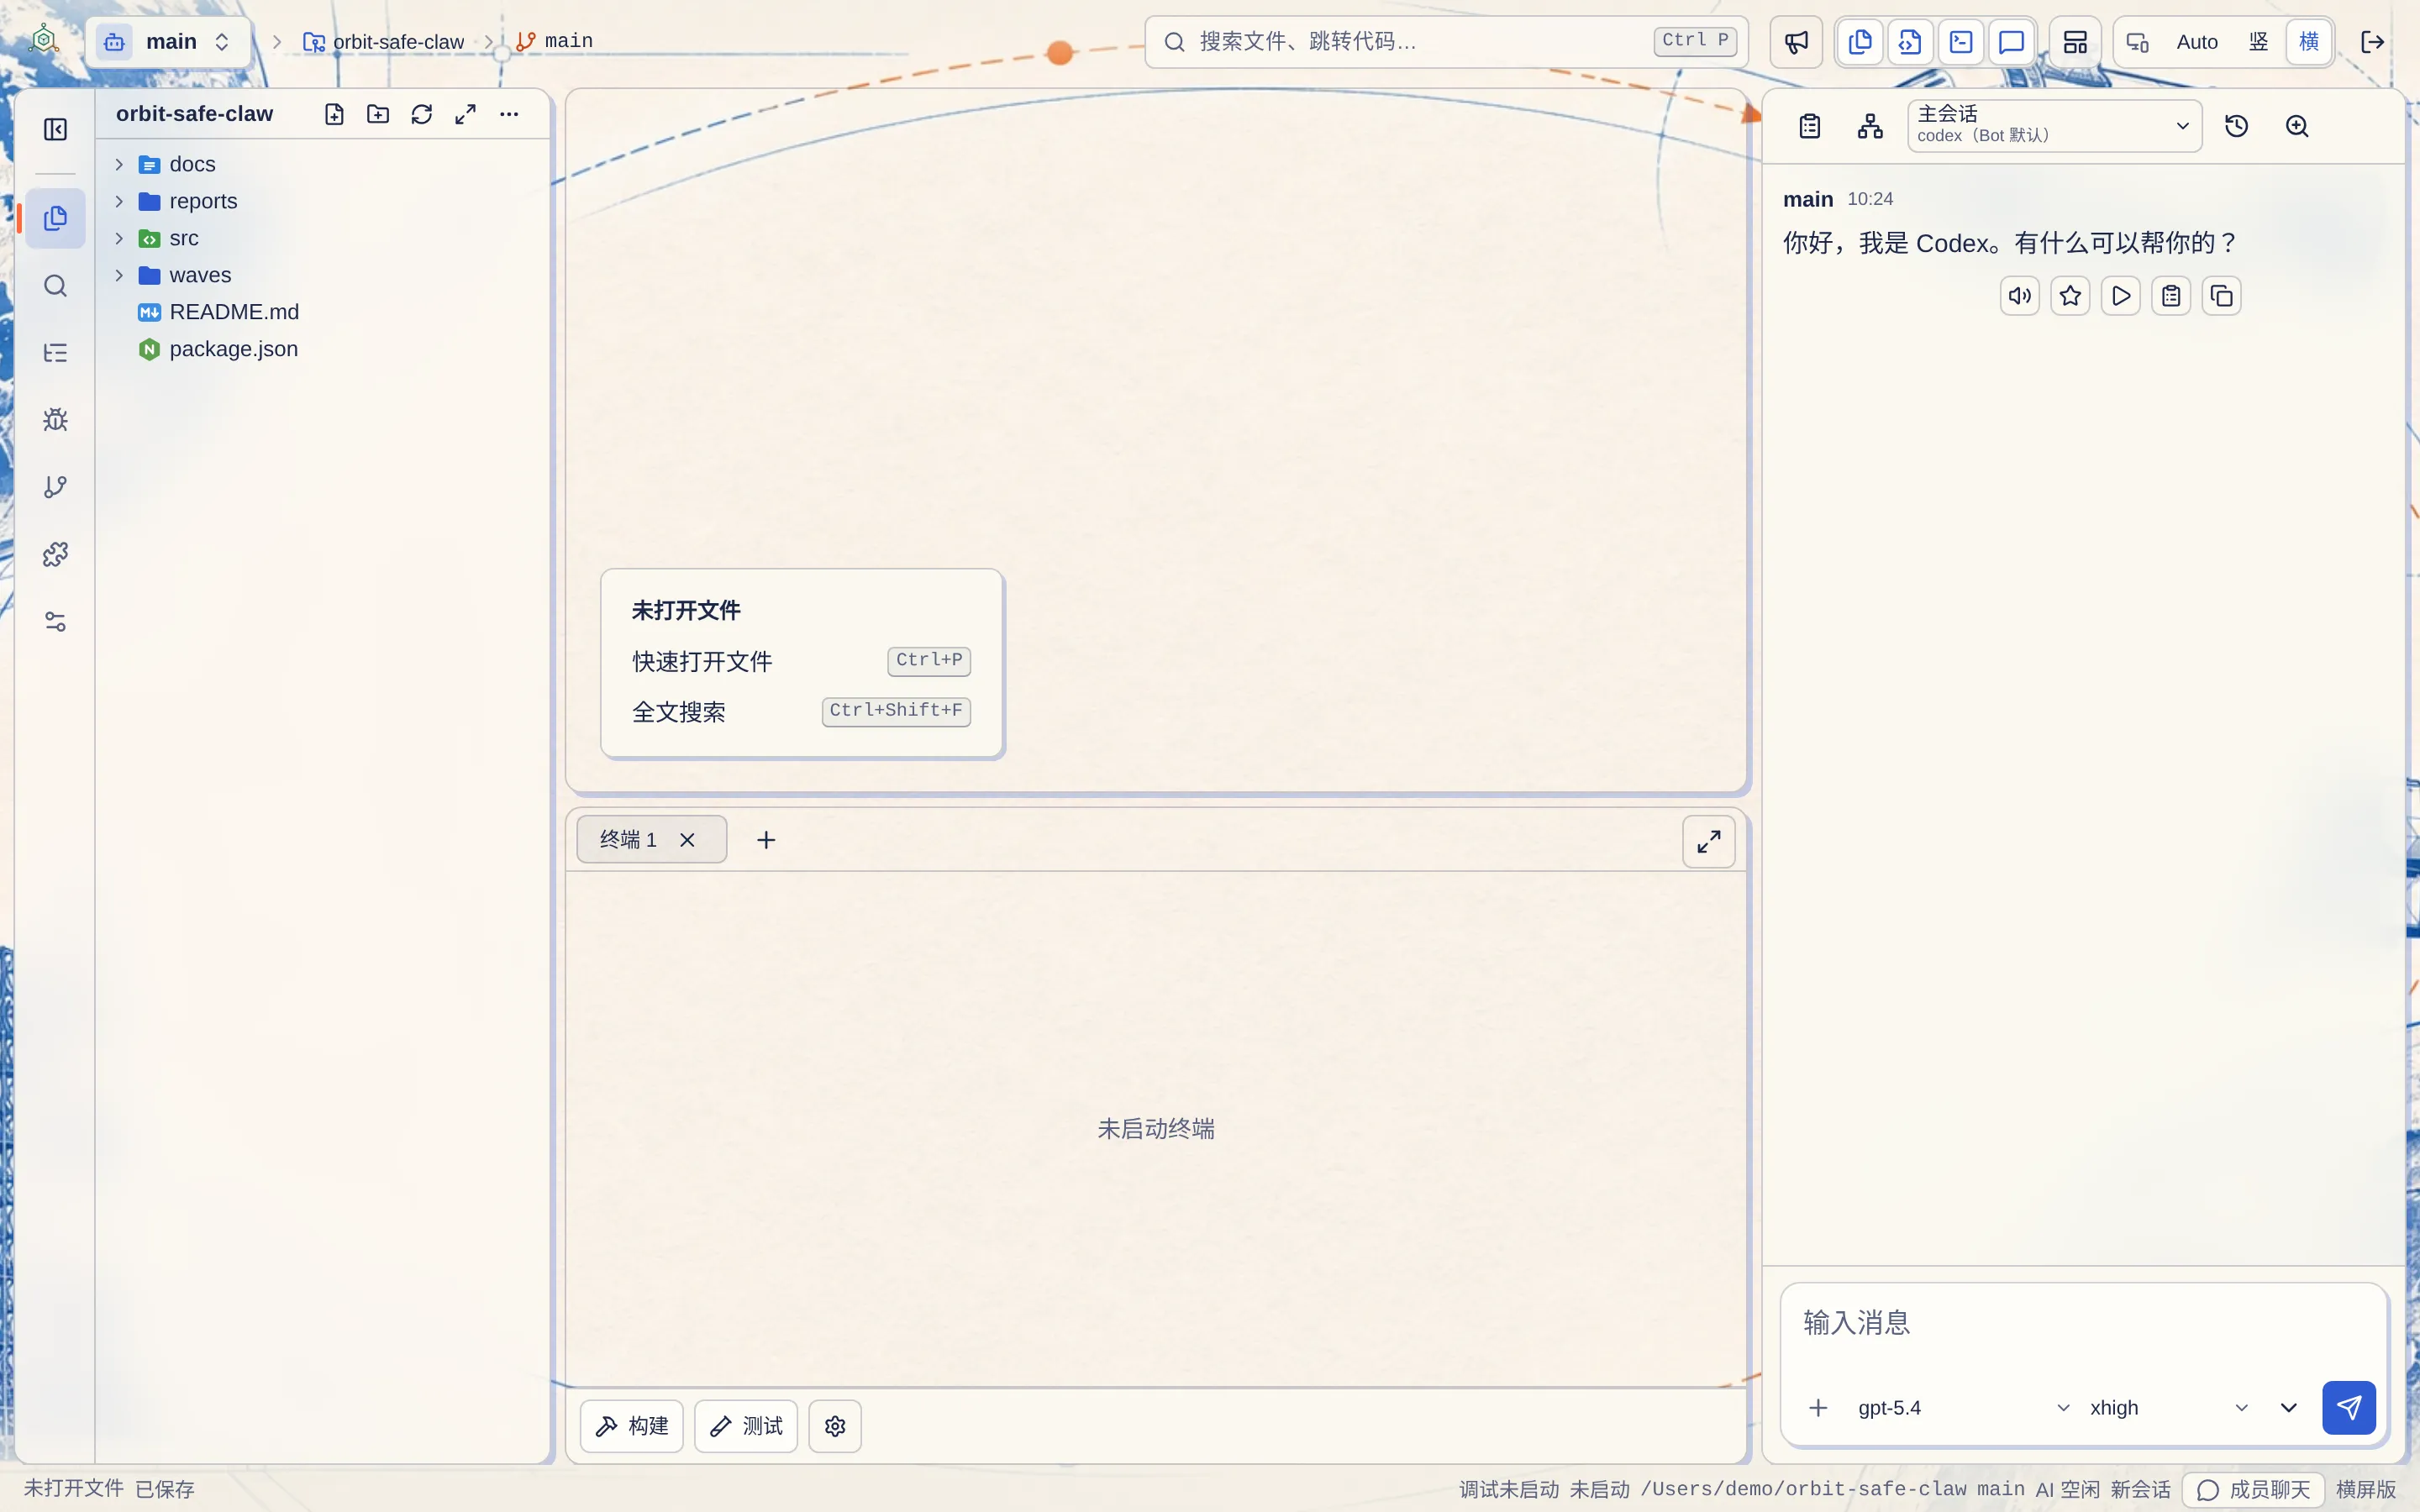 main
orbit-safe-claw
main
搜索文件、跳转代码...
Ctrl P
Auto
竖
横
orbit-safe-claw
docs
reports
src
waves
README.md
package.json
未打开文件
快速打开文件 Ctrl+P
全文搜索 Ctrl+Shift+F
终端 1
未启动终端
构建
测试
主会话
codex（Bot 默认）
main 10:24
你好，我是 Codex。有什么可以帮你的？
输入消息
gpt-5.4
xhigh
未打开文件 已保存
调试未启动 未启动 /Users/demo/orbit-safe-claw main AI 空闲 新会话 成员聊天 横屏版